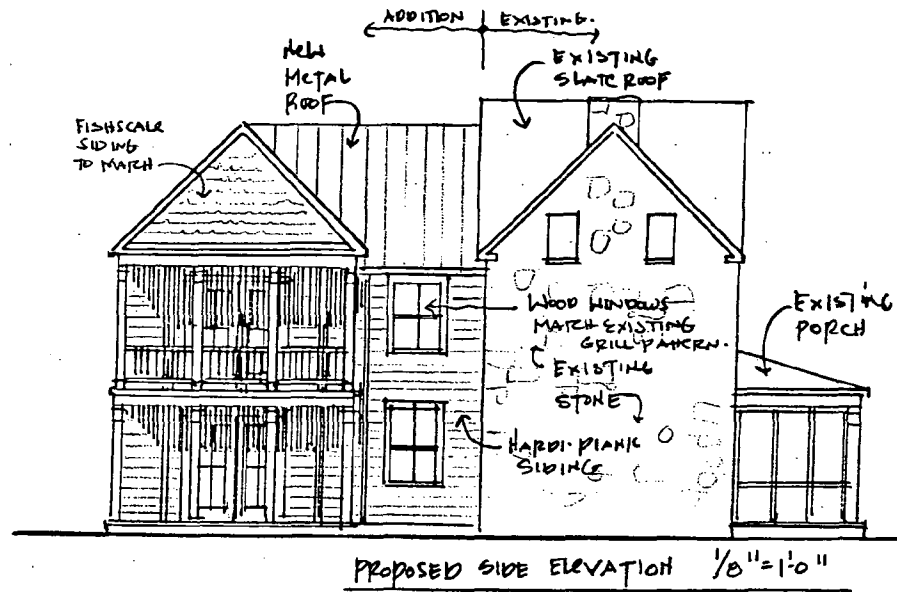 ADDITION EXISTING.
NEW
METAL
ROOF
EXISTING
SLATE ROOF
FISHSCALE
SIDING
TO MATCH
WOOD WINDOWS
MATCH EXISTING
GRILL PATTERN.
EXISTING
STONE
HARDI-PLANK
SIDING
EXISTING
PORCH
PROPOSED SIDE ELEVATION 1/8"=1'0"